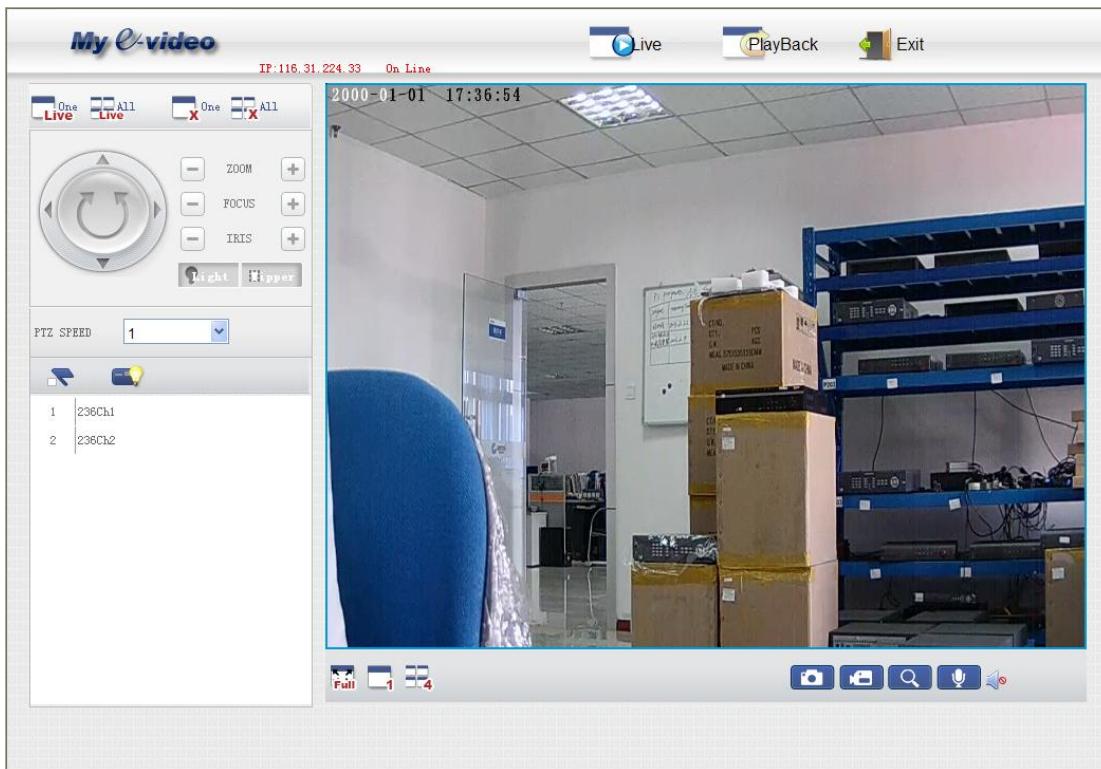 My e-video
Live
PlayBack
Exit
IP:116.31.224.33 On Line
One Live
All Live
One
All
2000-01-01 17:36:54
ZOOM
FOCUS
IRIS
Light
PTZ SPEED
1
1 236Ch1
2 236Ch2
MADE IN CHINA
Full
1
4